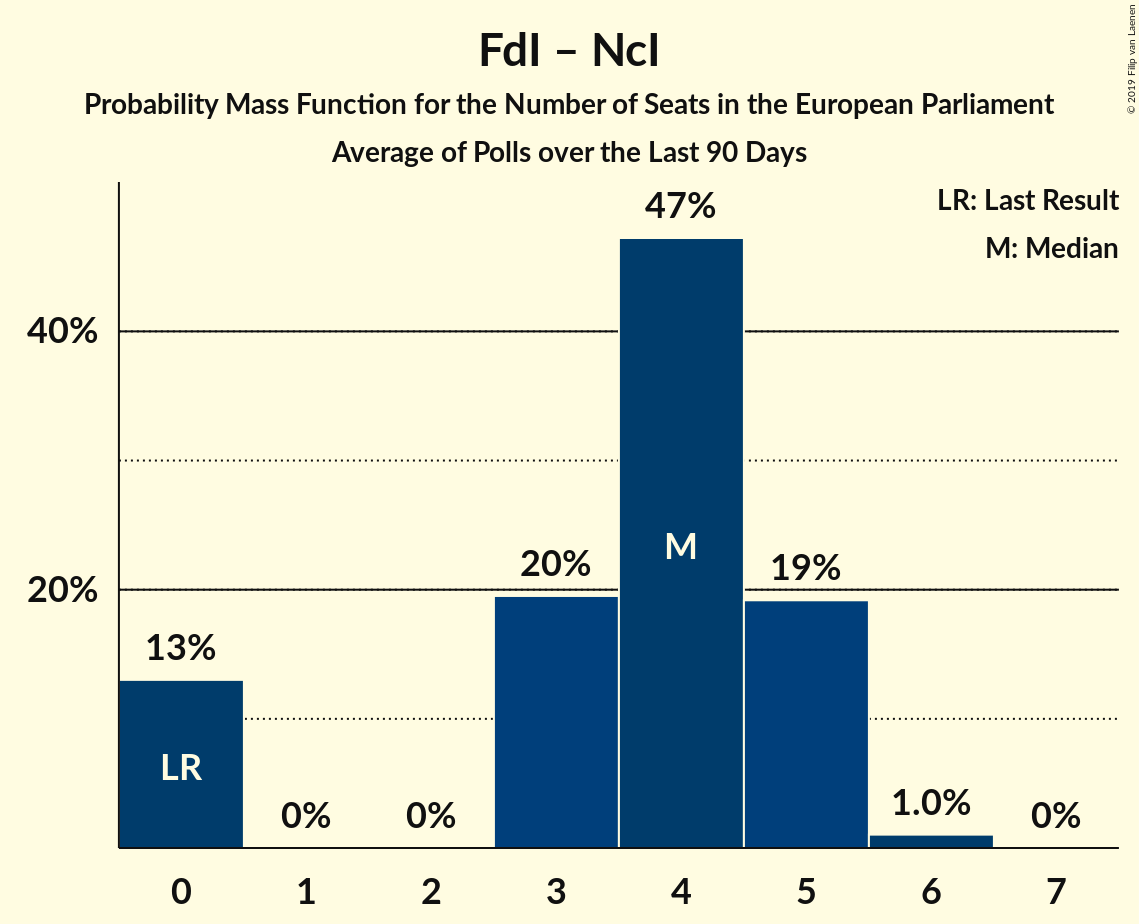 FdI – NcI
Probability Mass Function for the Number of Seats in the European Parliament
Average of Polls over the Last 90 Days
© 2019 Filip van Laenen
LR: Last Result
M: Median
47%
40%
M
20%
19%
20%
13%
LR
0%
0%
1.0%
0%
0 1 2 3 4 5 6 7